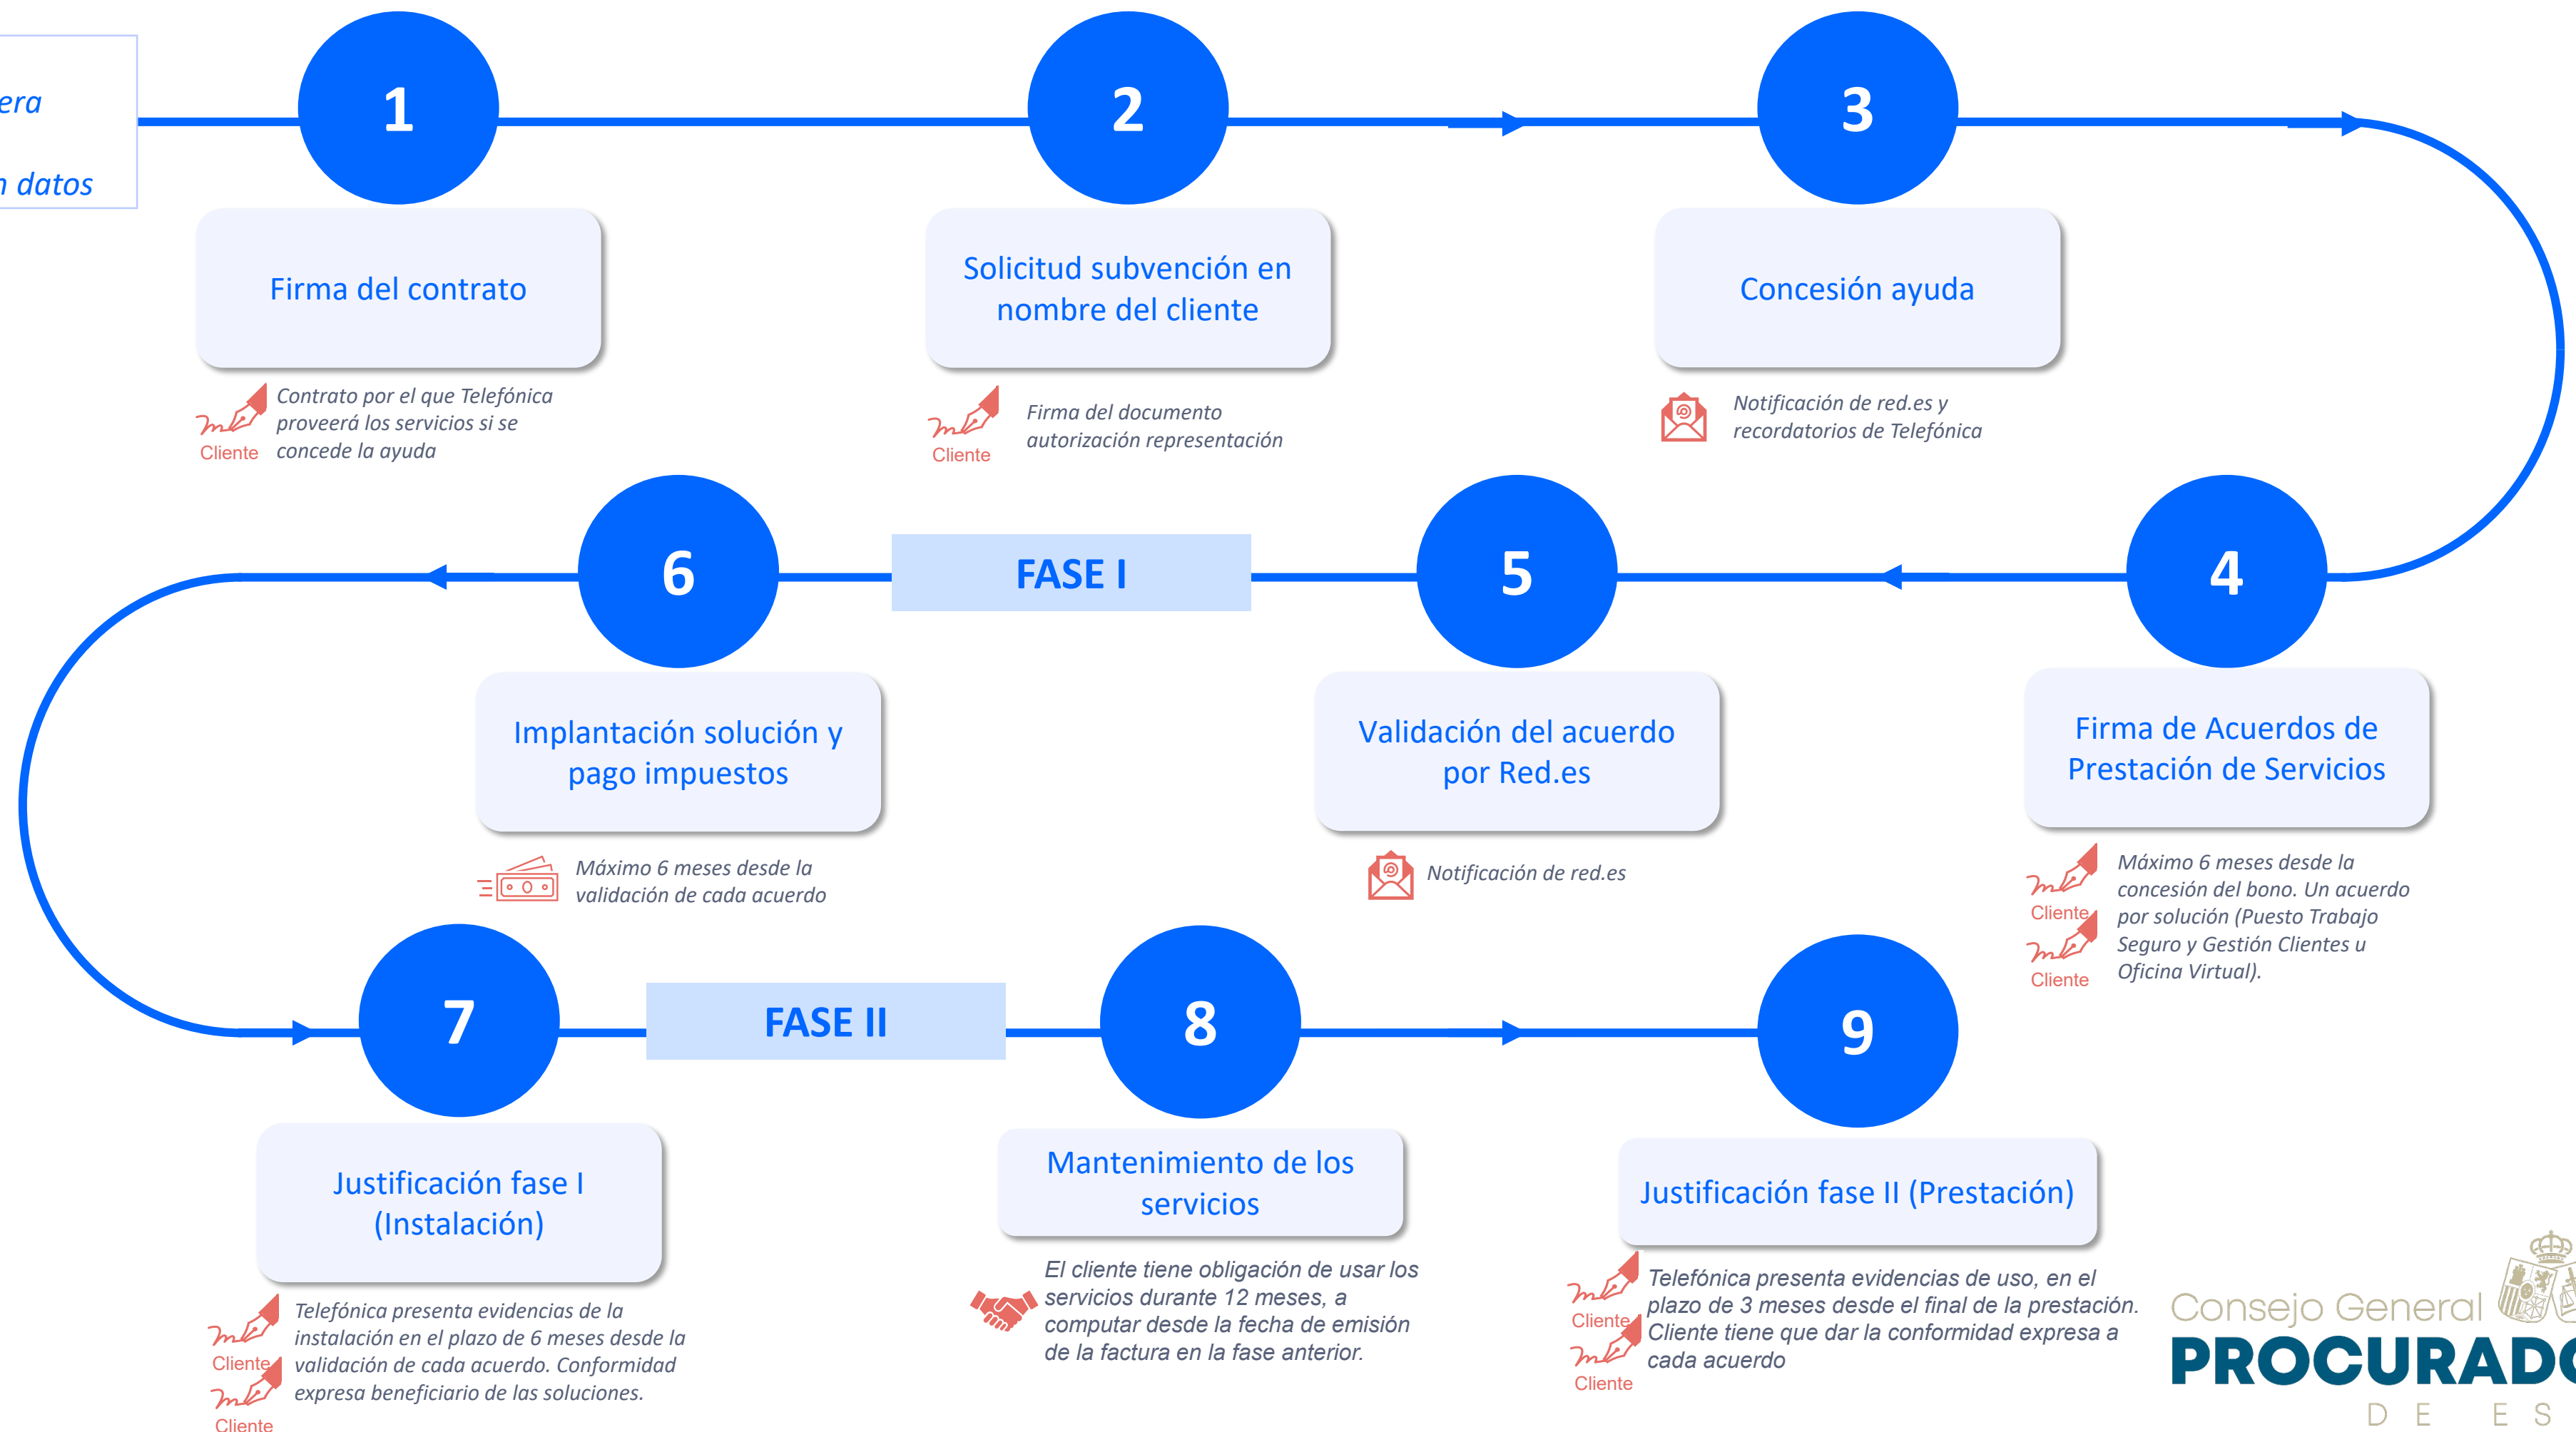 era
datos
1
2
3
Firma del contrato
Solicitud subvención en
nombre del cliente
Concesión ayuda
Cliente
Contrato por el que Telefónica
proveerá los servicios si se
concede la ayuda
Cliente
Firma del documento
autorización representación
Notificación de red.es y
recordatorios de Telefónica
6
FASE I
5
4
Implantación solución y
pago impuestos
Validación del acuerdo
por Red.es
Firma de Acuerdos de
Prestación de Servicios
Máximo 6 meses desde la
validación de cada acuerdo
Notificación de red.es
Cliente
Cliente
Máximo 6 meses desde la
concesión del bono. Un acuerdo
por solución (Puesto Trabajo
Seguro y Gestión Clientes u
Oficina Virtual).
7
FASE II
8
9
Justificación fase I
(Instalación)
Mantenimiento de los
servicios
Justificación fase II (Prestación)
Cliente
Cliente
Telefónica presenta evidencias de la
instalación en el plazo de 6 meses desde la
validación de cada acuerdo. Conformidad
expresa beneficiario de las soluciones.
El cliente tiene obligación de usar los
servicios durante 12 meses, a
computar desde la fecha de emisión
de la factura en la fase anterior.
Cliente
Cliente
Telefónica presenta evidencias de uso, en el
plazo de 3 meses desde el final de la prestación.
Cliente tiene que dar la conformidad expresa a
cada acuerdo
Consejo General
PROCURADO
DE ES